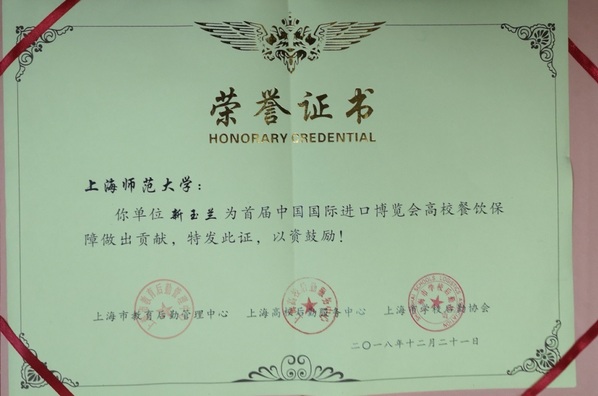 荣誉证书
HONORARY CREDENTIAL
上海师范大学：
你单位 靳玉兰 为首届中国国际进口博览会高校餐饮保
障做出贡献，特发此证，以资鼓励！
上海市教育后勤管理中心 上海高校后勤服务中心 上海市学校后勤协会
二〇一八年十二月二十一日